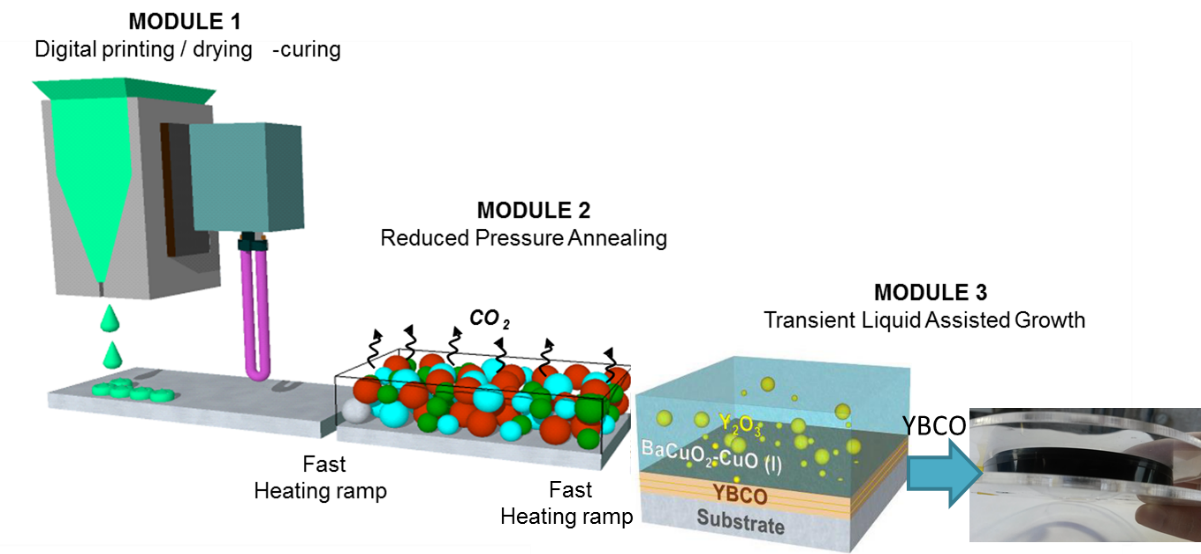 MODULE 1
Digital printing / drying -curing
MODULE 2
Reduced Pressure Annealing
CO2
Fast
Heating ramp
Fast
Heating ramp
MODULE 3
Transient Liquid Assisted Growth
Y2O3
BaCuO2-CuO (l)
YBCO
Substrate
YBCO